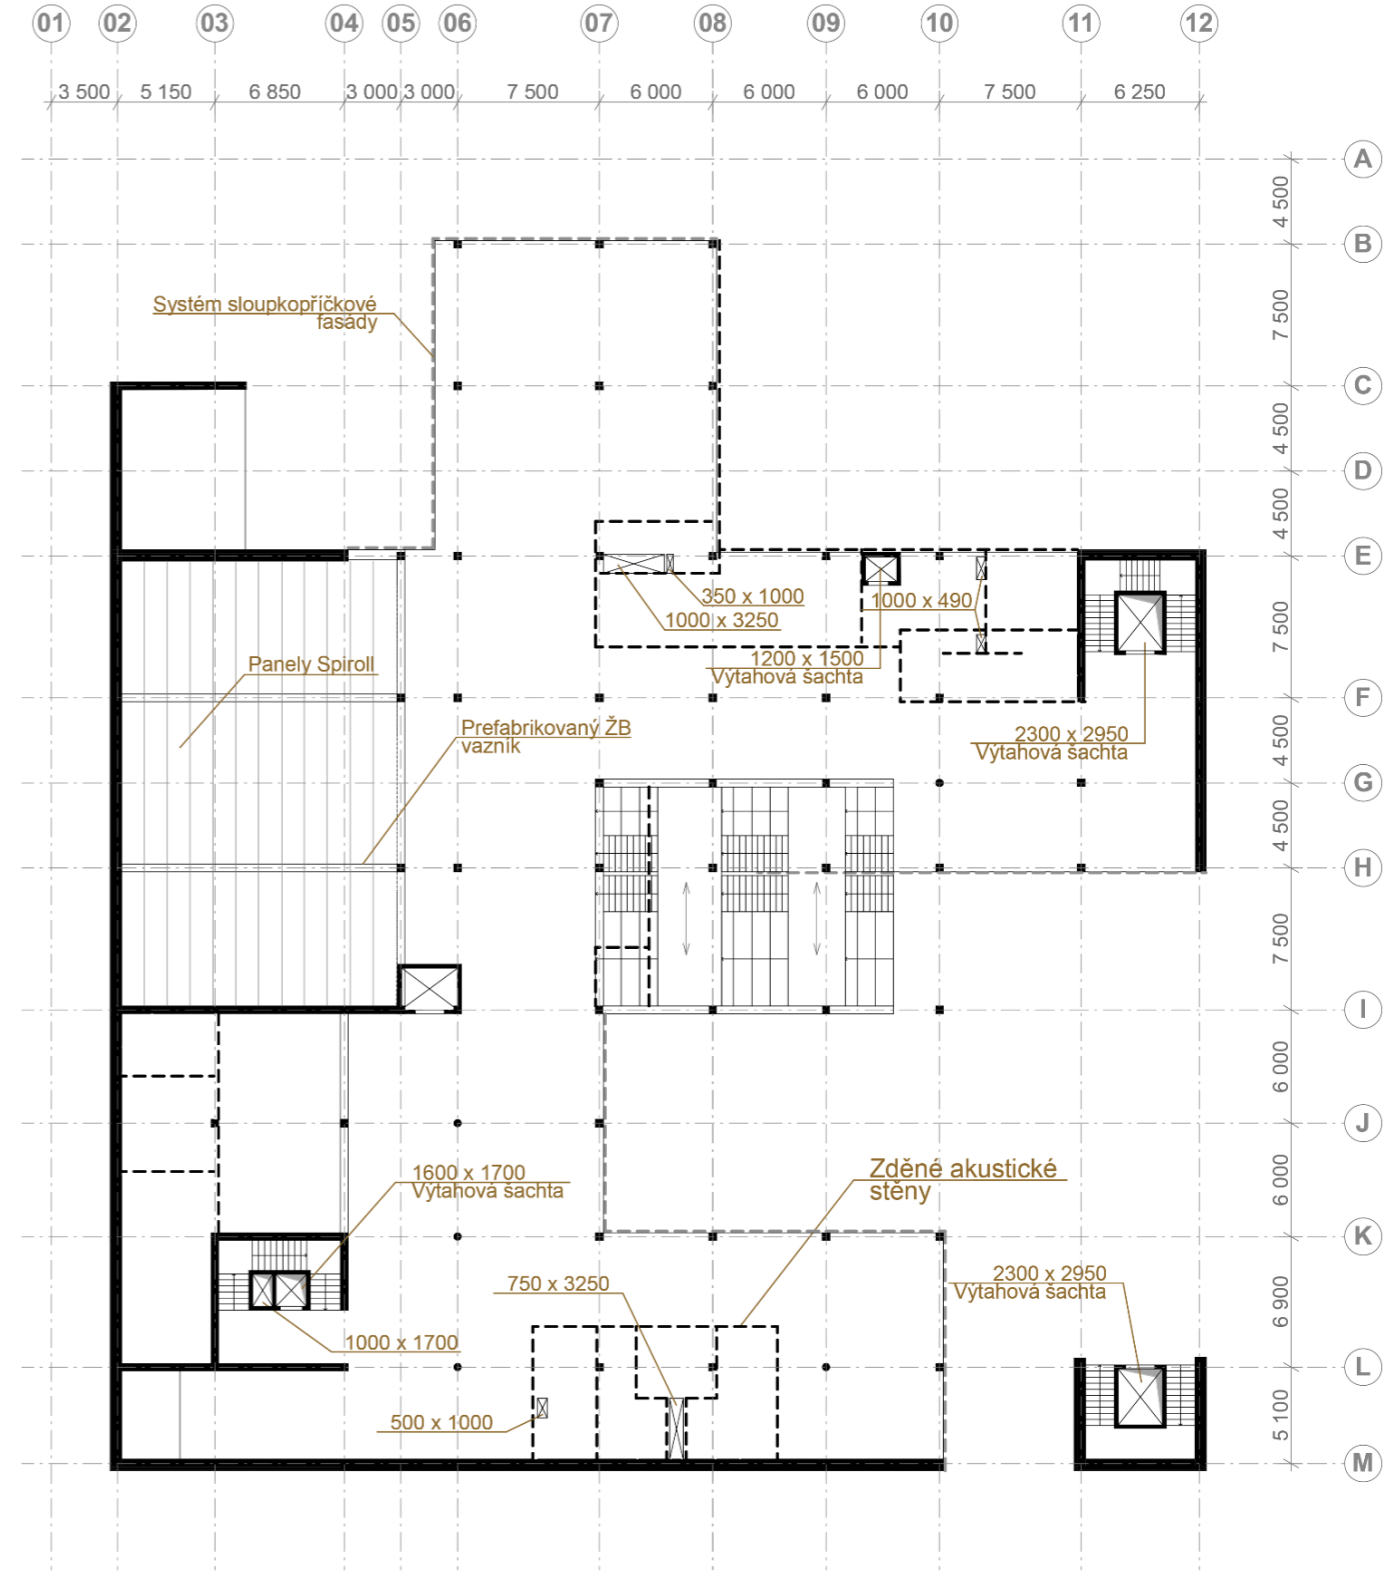 01 02 03 04 05 06 07 08 09 10 11 12
3 500 5 150 6 850 3 000 3 000 7 500 6 000 6 000 6 000 7 500 6 250
A
4 500
B
Systém sloupkopříčkové
fasády
7 500
C
4 500
D
4 500
E
350 x 1000
1000 x 3250
1000 x 490
7 500
1200 x 1500
Výtahová šachta
Panely Spiroll
F
Prefabrikovaný ŽB
vazník
2300 x 2950
Výtahová šachta
4 500
G
4 500
H
7 500
I
6 000
J
1600 x 1700
Výtahová šachta
Zděné akustické
stěny
6 000
K
750 x 3250
2300 x 2950
Výtahová šachta
6 900
1000 x 1700
L
500 x 1000
5 100
M